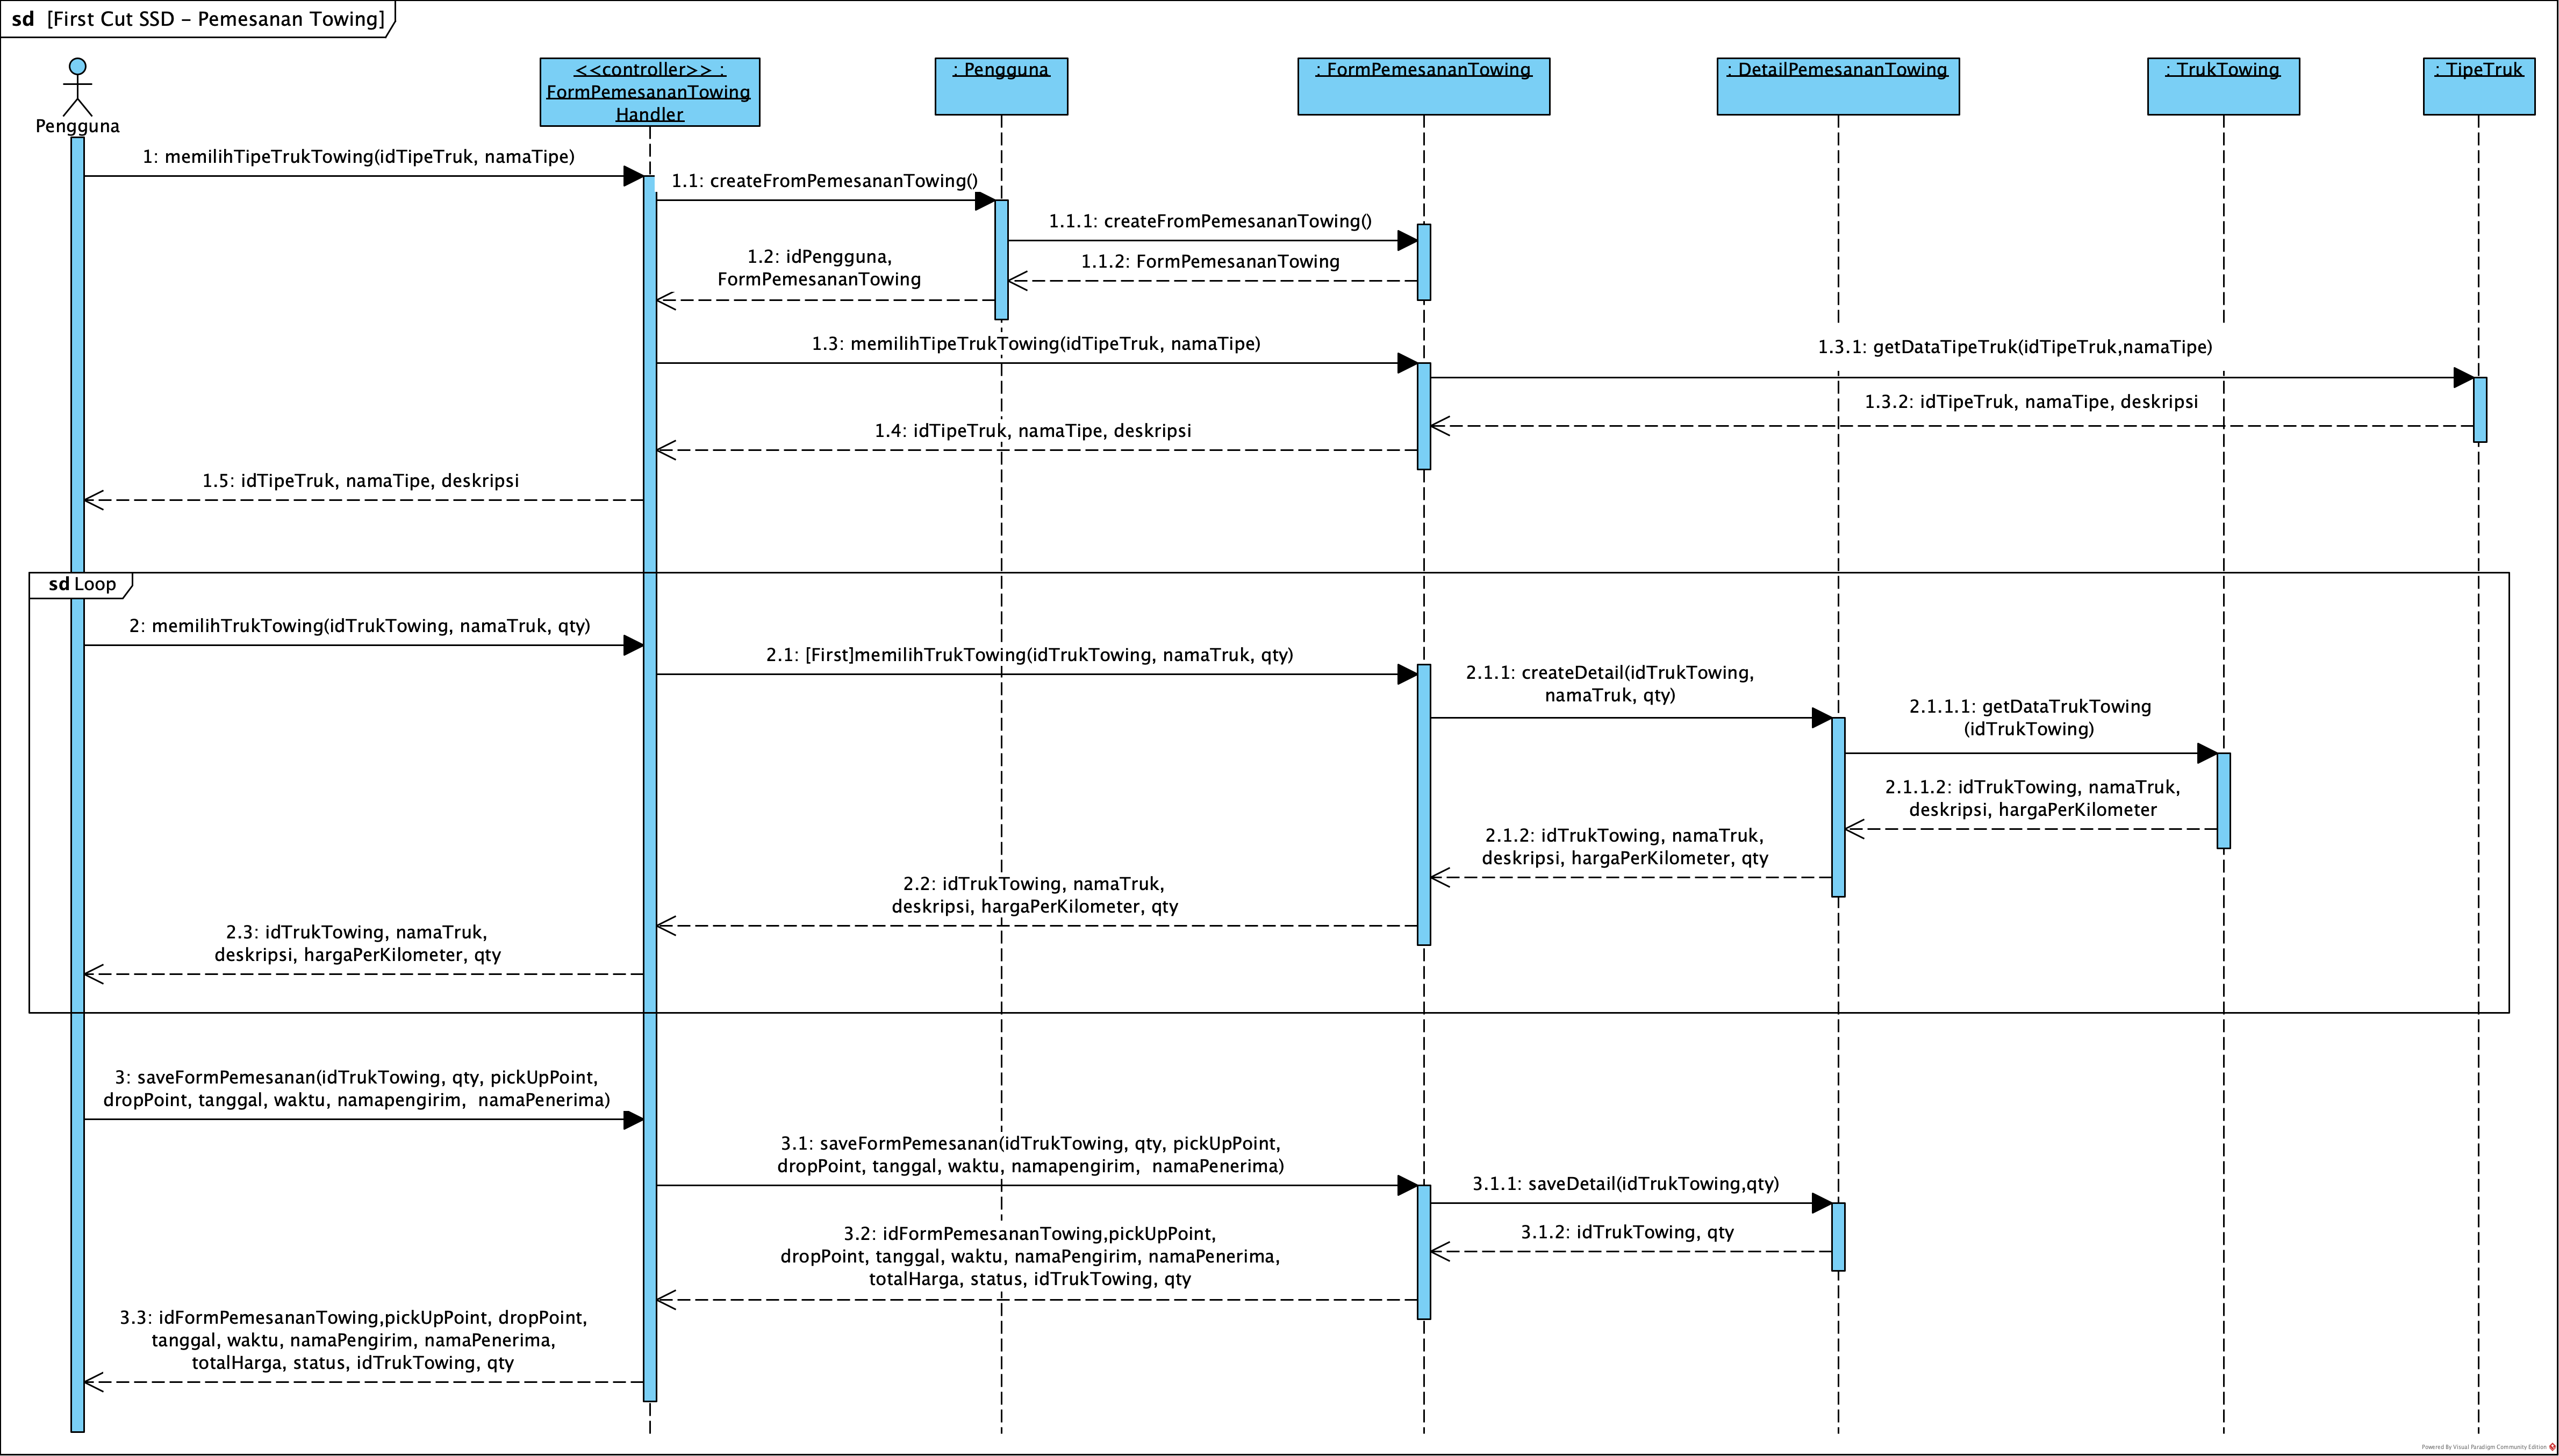 sd [First Cut SSD - Pemesanan Towing]
Pengguna
<<controller>> :
FormPemesananTowing
Handler
: Pengguna
: FormPemesananTowing
: DetailPemesananTowing
: TrukTowing
: TipeTruk
1: memilihTipeTrukTowing(idTipeTruk, namaTipe)
1.1: createFromPemesananTowing()
1.1.1: createFromPemesananTowing()
1.1.2: FormPemesananTowing
1.2: idPengguna,
FormPemesananTowing
1.3: memilihTipeTrukTowing(idTipeTruk, namaTipe)
1.3.1: getDataTipeTruk(idTipeTruk,namaTipe)
1.3.2: idTipeTruk, namaTipe, deskripsi
1.4: idTipeTruk, namaTipe, deskripsi
1.5: idTipeTruk, namaTipe, deskripsi
sd Loop
2: memilihTrukTowing(idTrukTowing, namaTruk, qty)
2.1: [First]memilihTrukTowing(idTrukTowing, namaTruk, qty)
2.1.1: createDetail(idTrukTowing,
namaTruk, qty)
2.1.1.1: getDataTrukTowing
(idTrukTowing)
2.1.1.2: idTrukTowing, namaTruk,
deskripsi, hargaPerKilometer
2.1.2: idTrukTowing, namaTruk,
deskripsi, hargaPerKilometer, qty
2.2: idTrukTowing, namaTruk,
deskripsi, hargaPerKilometer, qty
2.3: idTrukTowing, namaTruk,
deskripsi, hargaPerKilometer, qty
3: saveFormPemesanan(idTrukTowing, qty, pickUpPoint,
dropPoint, tanggal, waktu, namapengirim, namaPenerima)
3.1: saveFormPemesanan(idTrukTowing, qty, pickUpPoint,
dropPoint, tanggal, waktu, namapengirim, namaPenerima)
3.1.1: saveDetail(idTrukTowing,qty)
3.1.2: idTrukTowing, qty
3.2: idFormPemesananTowing,pickUpPoint,
dropPoint, tanggal, waktu, namaPengirim, namaPenerima,
totalHarga, status, idTrukTowing, qty
3.3: idFormPemesananTowing,pickUpPoint, dropPoint,
tanggal, waktu, namaPengirim, namaPenerima,
totalHarga, status, idTrukTowing, qty
Powered By Visual Paradigm Community Edition